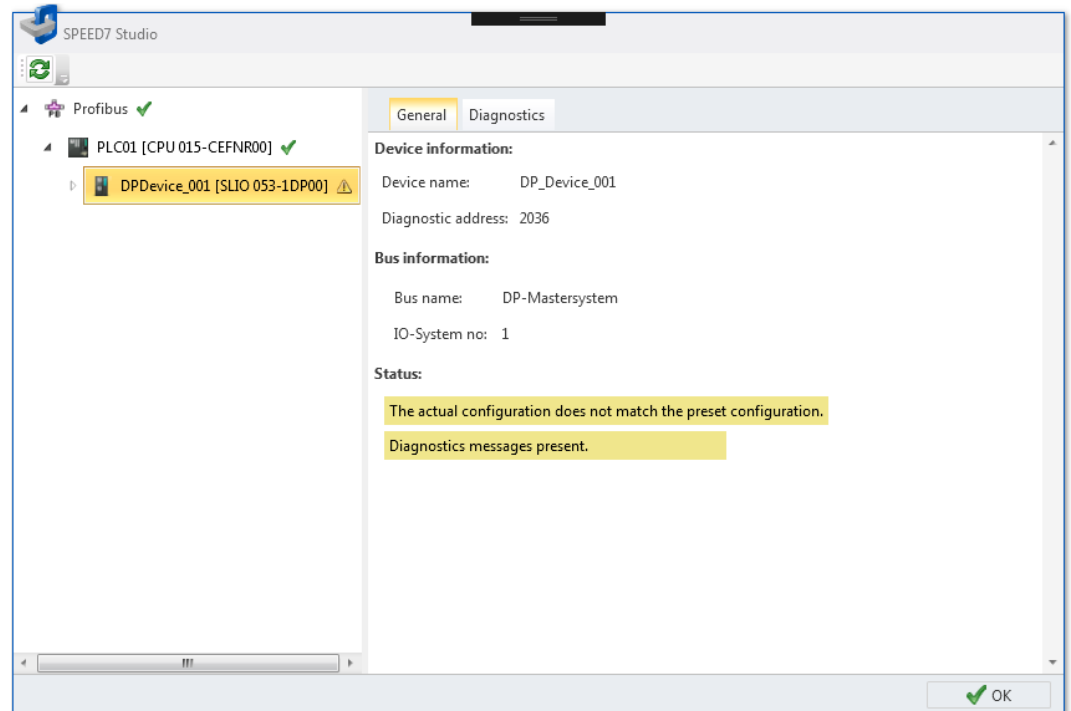 SPEED7 Studio
Profibus
PLC01 [CPU 015-CEFNR00]
DPDevice_001 [SLIO 053-1DP00]
General Diagnostics
Device information:
Device name: DP_Device_001
Diagnostic address: 2036
Bus information:
Bus name: DP-Mastersystem
IO-System no: 1
Status:
The actual configuration does not match the preset configuration.
Diagnostics messages present.
OK